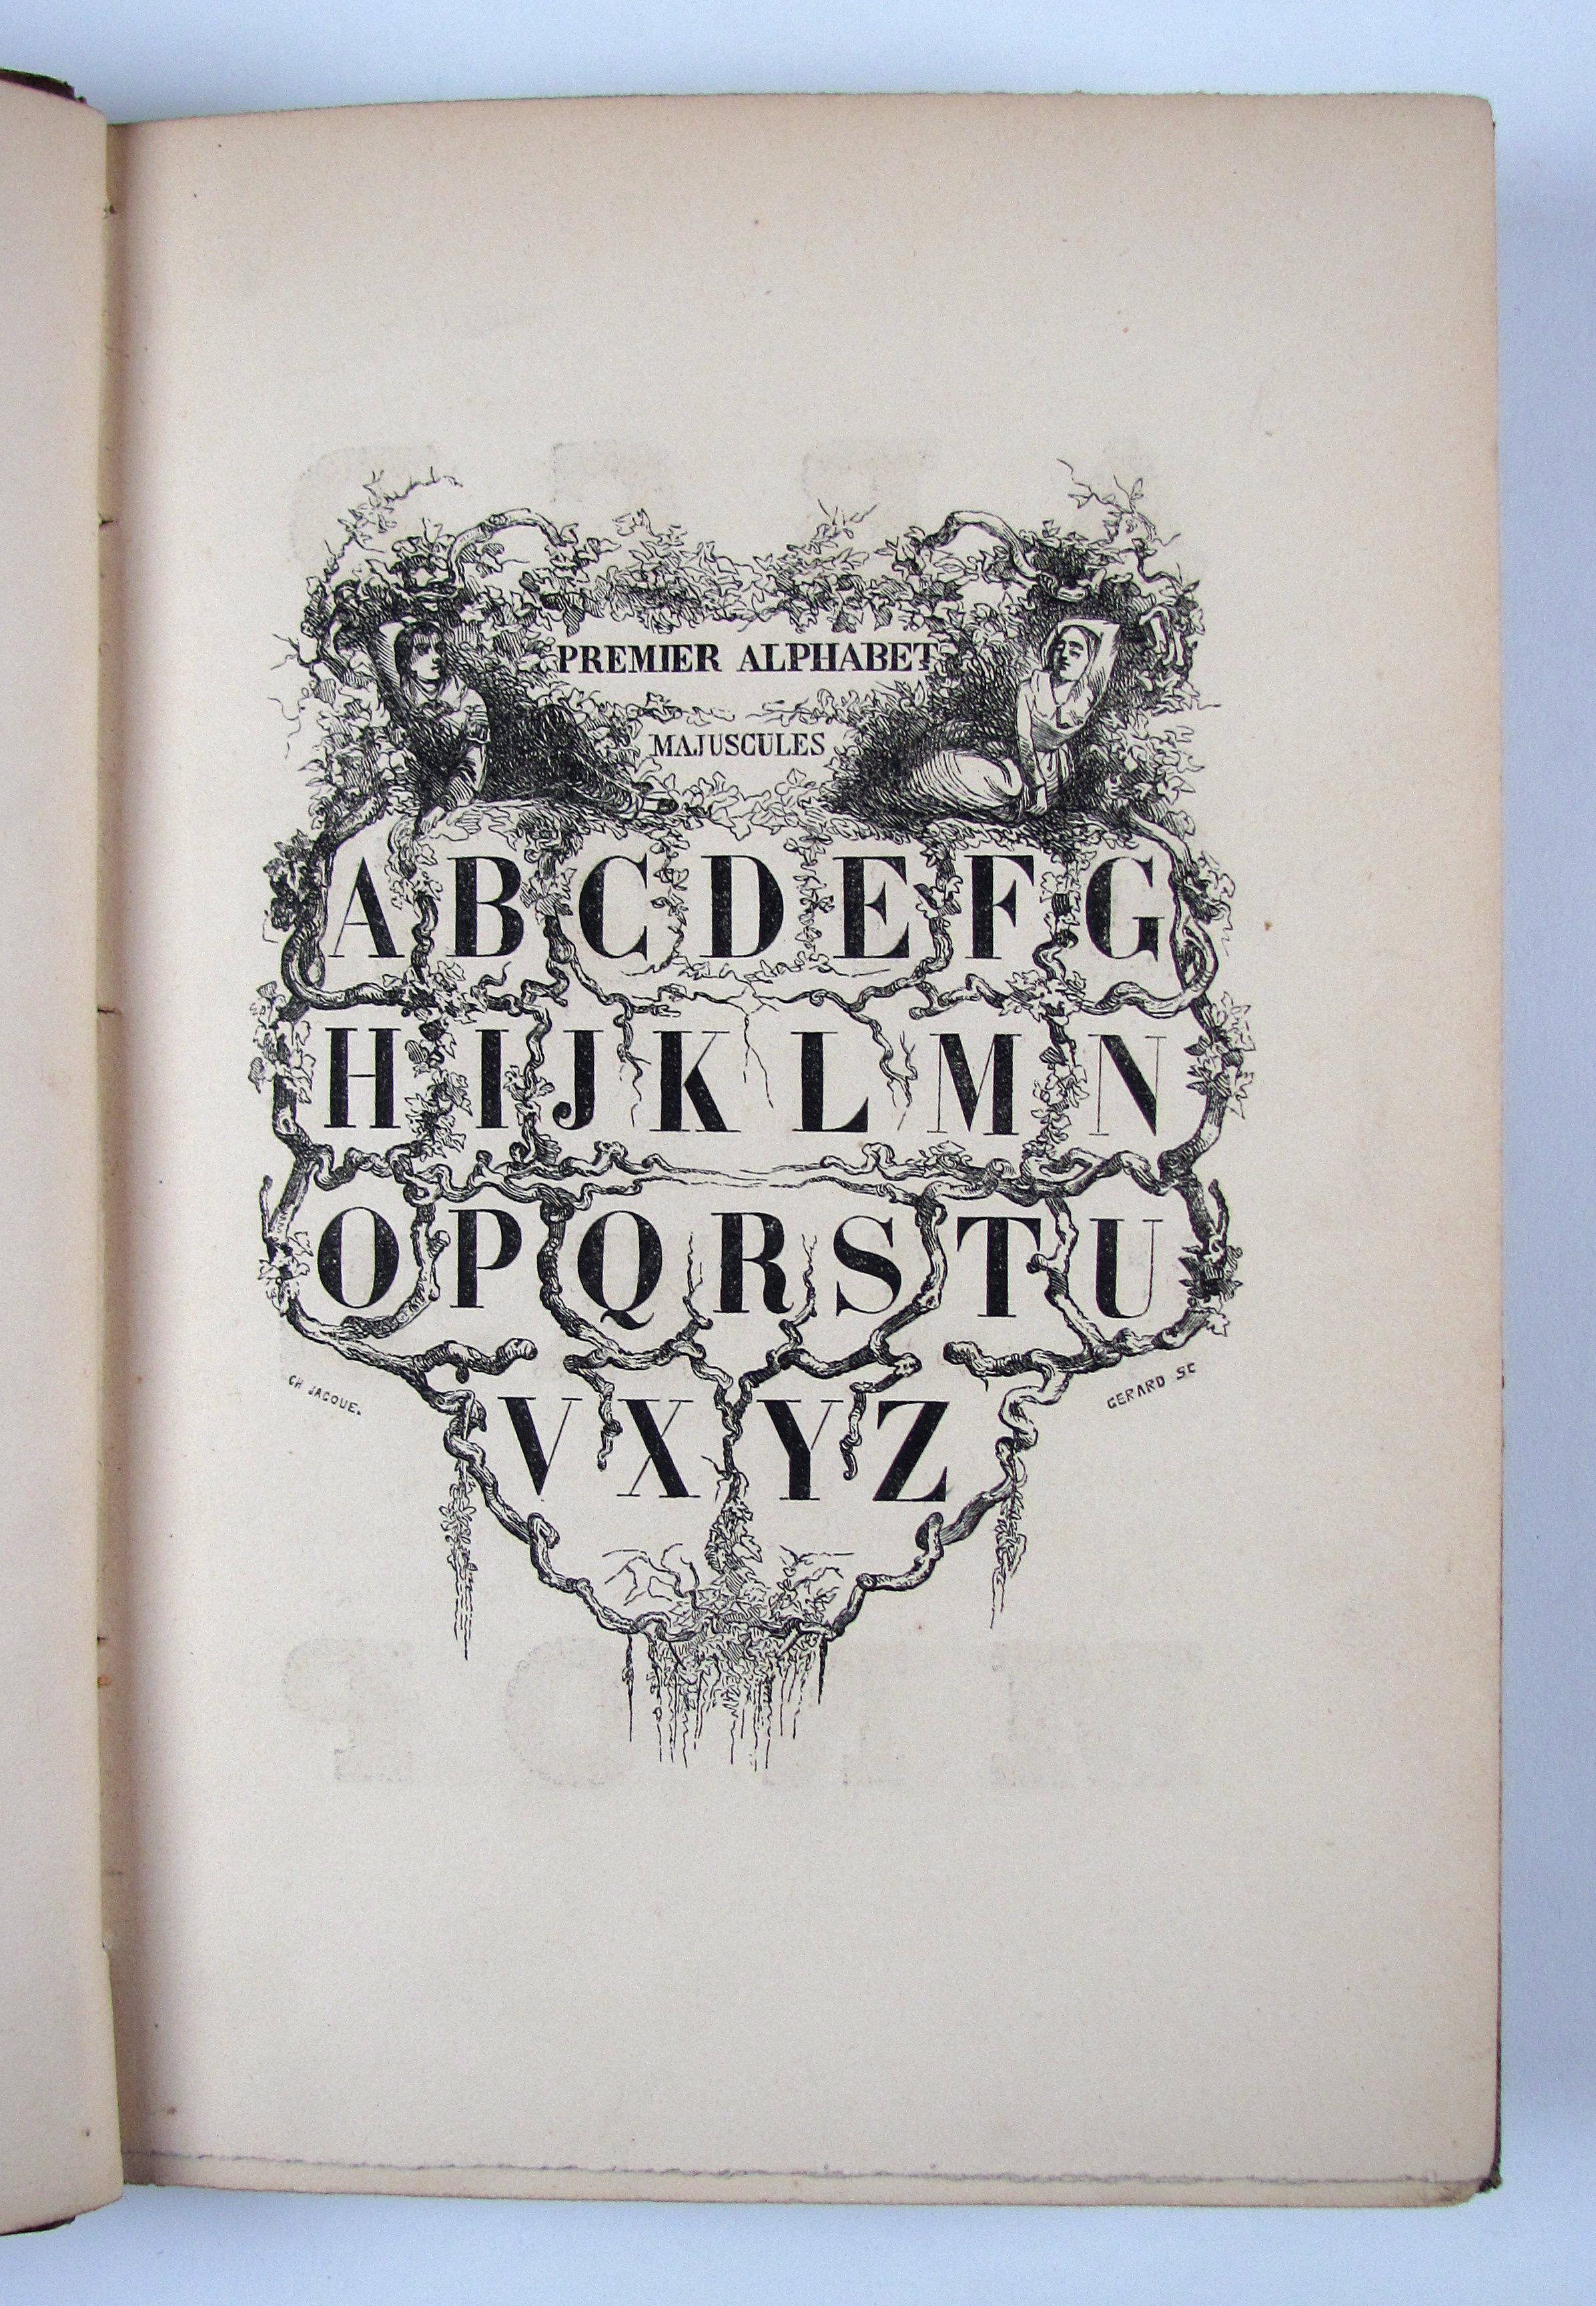 PREMIER ALPHABET
MAJUSCULES
A B C D E F G
H I J K L M N
O P Q R S T U
V X Y Z
CH JACQUE.
GERARD SC